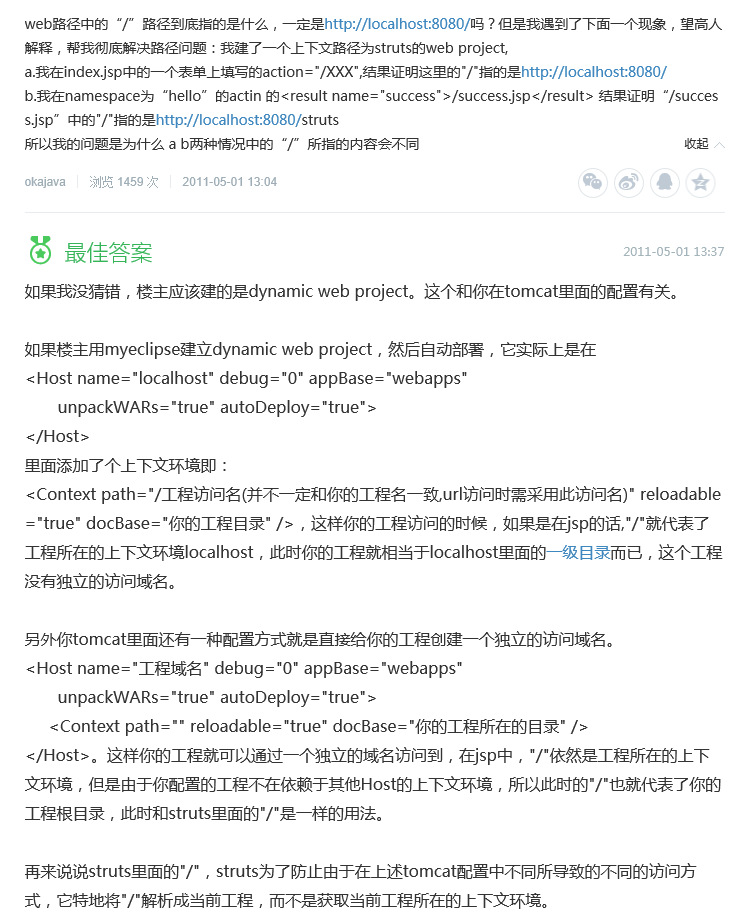 web路径中的“/”路径到底指的是什么，一定是http://localhost:8080/吗？但是我遇到了下面一个现象，望高人
解释，帮我彻底解决路径问题：我建了一个上下文路径为struts的web project,
a.我在index.jsp中的一个表单上填写的action="/XXX",结果证明这里的"/"指的是http://localhost:8080/
b.我在namespace为“hello”的actin 的<result name="success">/success.jsp</result> 结果证明“/succes
s.jsp”中的"/"指的是http://localhost:8080/struts
所以我的问题是为什么 a b两种情况中的“/”所指的内容会不同 收起
okajava 浏览 1459 次 2011-05-01 13:04
最佳答案 2011-05-01 13:37
如果我没猜错，楼主应该建的是dynamic web project。这个和你在tomcat里面的配置有关。
如果楼主用myeclipse建立dynamic web project，然后自动部署，它实际上是在
<Host name="localhost" debug="0" appBase="webapps"
unpackWARs="true" autoDeploy="true">
</Host>
里面添加了个上下文环境即：
<Context path="/工程访问名(并不一定和你的工程名一致,url访问时需采用此访问名)" reloadable
="true" docBase="你的工程目录" />，这样你的工程访问的时候，如果是在jsp的话,"/"就代表了
工程所在的上下文环境localhost，此时你的工程就相当于localhost里面的一级目录而已，这个工程
没有独立的访问域名。
另外你tomcat里面还有一种配置方式就是直接给你的工程创建一个独立的访问域名。
<Host name="工程域名" debug="0" appBase="webapps"
unpackWARs="true" autoDeploy="true">
<Context path="" reloadable="true" docBase="你的工程所在的目录" />
</Host>。这样你的工程就可以通过一个独立的域名访问到，在jsp中，"/"依然是工程所在的上下
文环境，但是由于你配置的工程不在依赖于其他Host的上下文环境，所以此时的"/"也就代表了你的
工程根目录，此时和struts里面的"/"是一样的用法。
再来说说struts里面的"/"，struts为了防止由于在上述tomcat配置中不同所导致的不同的访问方
式，它特地将"/"解析成当前工程，而不是获取当前工程所在的上下文环境。